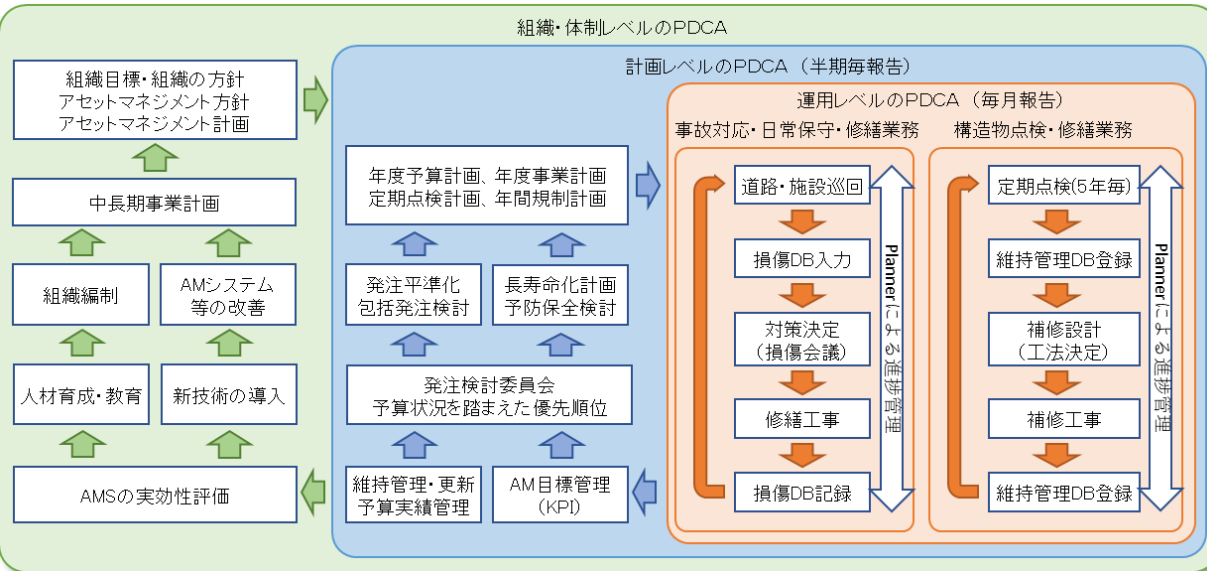 組織・体制レベルのPDCA
組織目標・組織の方針
アセットマネジメント方針
アセットマネジメント計画
中長期事業計画
組織編制
AMシステム
等の改善
人材育成・教育
新技術の導入
AMSの実効性評価
計画レベルのPDCA（半期毎報告）
年度予算計画、年度事業計画
定期点検計画、年間規制計画
発注平準化
包括発注検討
長寿命化計画
予防保全検討
発注検討委員会
予算状況を踏まえた優先順位
維持管理・更新
予算実績管理
AM目標管理
(KPI)
運用レベルのPDCA（毎月報告）
事故対応・日常保守・修繕業務
道路・施設巡回
損傷DB入力
対策決定
(損傷会議)
修繕工事
損傷DB記録
Plannerによる進捗管理
構造物点検・修繕業務
定期点検(5年毎)
維持管理DB登録
補修設計
(工法決定)
補修工事
維持管理DB登録
Plannerによる進捗管理